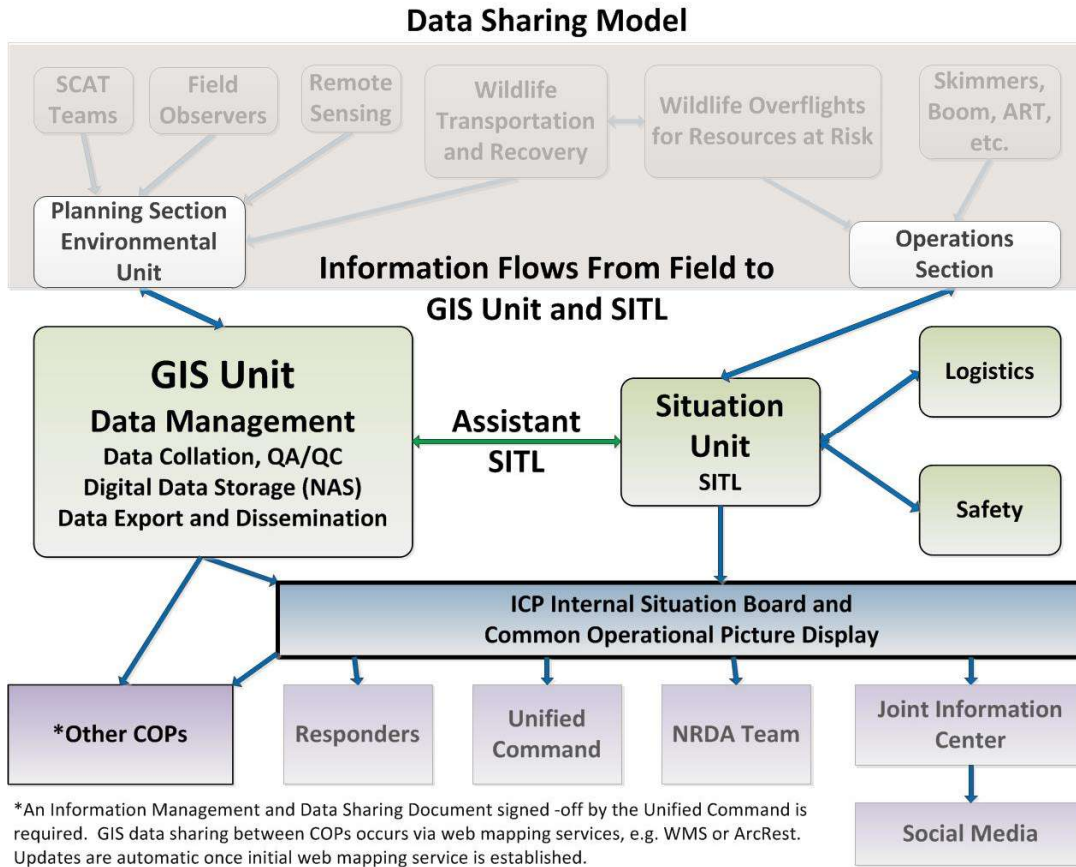 Data Sharing Model
SCAT
Teams
Field
Observers
Remote
Sensing
Wildlife
Transportation
and Recovery
Wildlife Overflights
for Resources at Risk
Skimmers,
Boom, ART,
etc.
Planning Section
Environmental
Unit
Operations
Section
Information Flows From Field to
GIS Unit and SITL
GIS Unit
Data Management
Data Collation, QA/QC
Digital Data Storage (NAS)
Data Export and Dissemination
Assistant
SITL
Situation
Unit
SITL
Logistics
Safety
ICP Internal Situation Board and
Common Operational Picture Display
*Other COPs
Responders
Unified
Command
NRDA Team
Joint Information
Center
Social Media
*An Information Management and Data Sharing Document signed -off by the Unified Command is
required.  GIS data sharing between COPs occurs via web mapping services, e.g. WMS or ArcRest.
Updates are automatic once initial web mapping service is established.